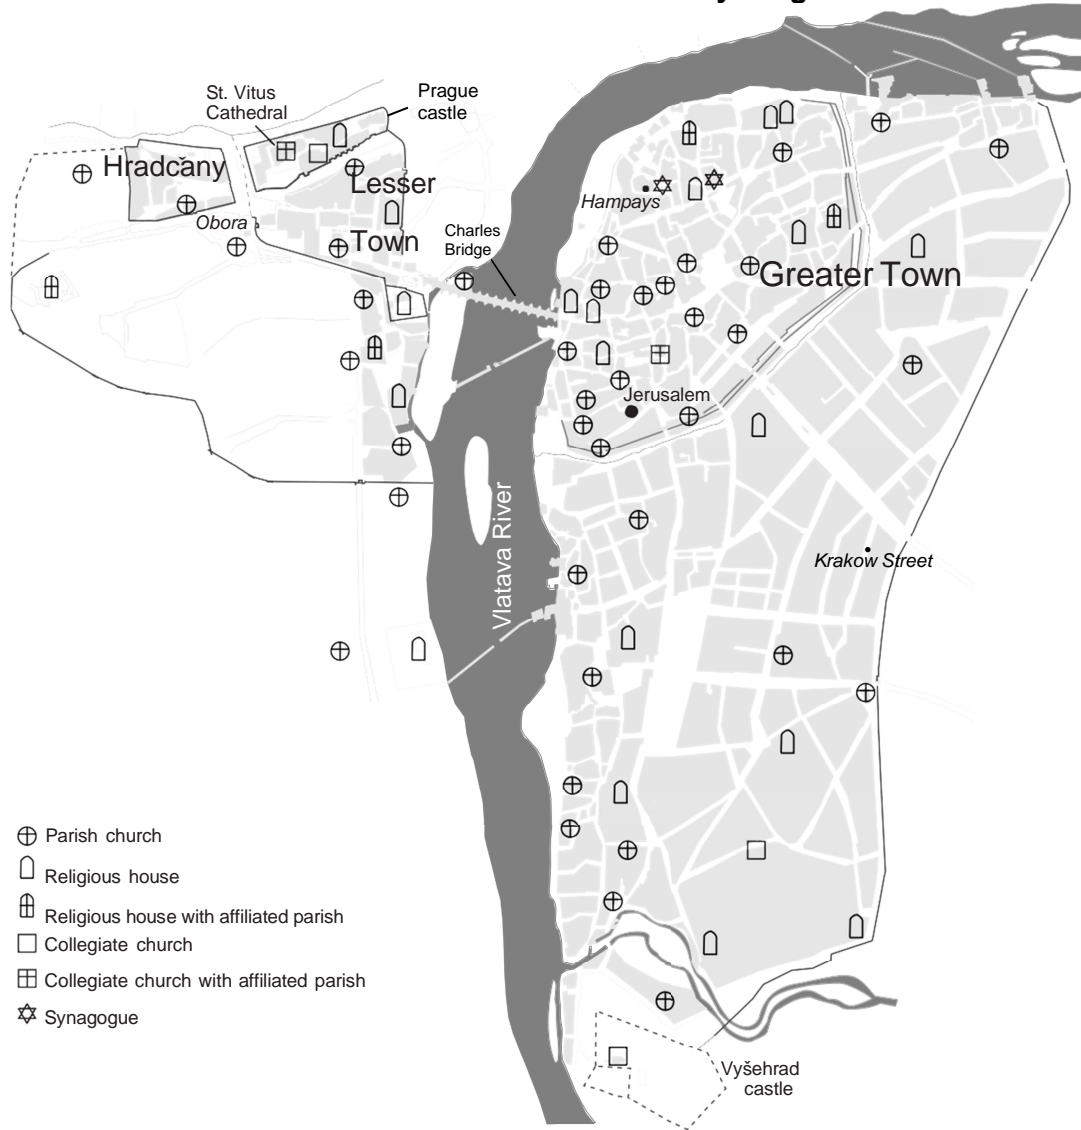 St. Vitus
Cathedral
Prague
castle
Hradčany
Lesser
Town
Obora
Charles
Bridge
Hampays
Greater Town
Jerusalem
Vlatava River
Krakow Street
Parish church
Religious house
Religious house with affiliated parish
Collegiate church
Collegiate church with affiliated parish
Synagogue
Vyšehrad
castle